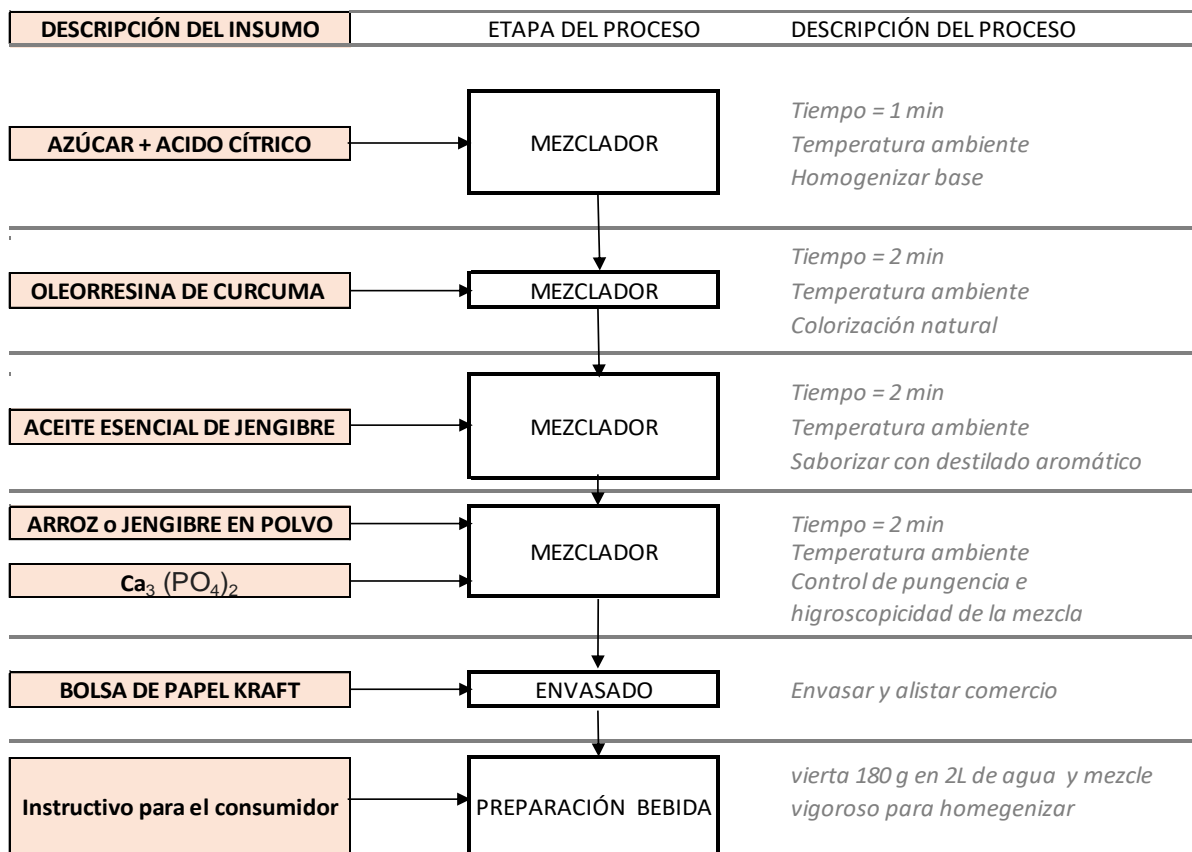 DESCRIPCIÓN DEL INSUMO ETAPA DEL PROCESO DESCRIPCIÓN DEL PROCESO
AZÚCAR + ACIDO CÍTRICO
MEZCLADOR
Tiempo = 1 min
Temperatura ambiente
Homogenizar base
OLEORRESINA DE CURCUMA
MEZCLADOR
Tiempo = 2 min
Temperatura ambiente
Colorización natural
ACEITE ESENCIAL DE JENGIBRE
MEZCLADOR
Tiempo = 2 min
Temperatura ambiente
Saborizar con destilado aromático
ARROZ o JENGIBRE EN POLVO
Ca₃ (PO₄)₂
MEZCLADOR
Tiempo = 2 min
Temperatura ambiente
Control de pungencia e
higroscopicidad de la mezcla
BOLSA DE PAPEL KRAFT
ENVASADO
Envasar y alistar comercio
Instructivo para el consumidor
PREPARACIÓN BEBIDA
vierta 180 g en 2L de agua y mezcle
vigoroso para homegenizar